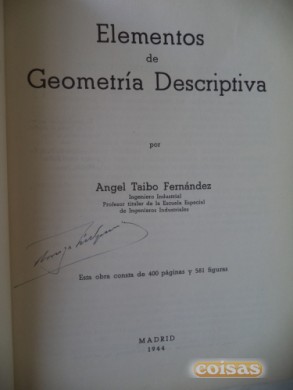 Elementos
de
Geometría Descriptiva
por
Angel Taibo Fernández
Ingeniero Industrial
Profesor titular de la Escuela Especial
de Ingenieros Industriales
Esta obra consta de 400 páginas y 581 figuras
MADRID
1944
coisas